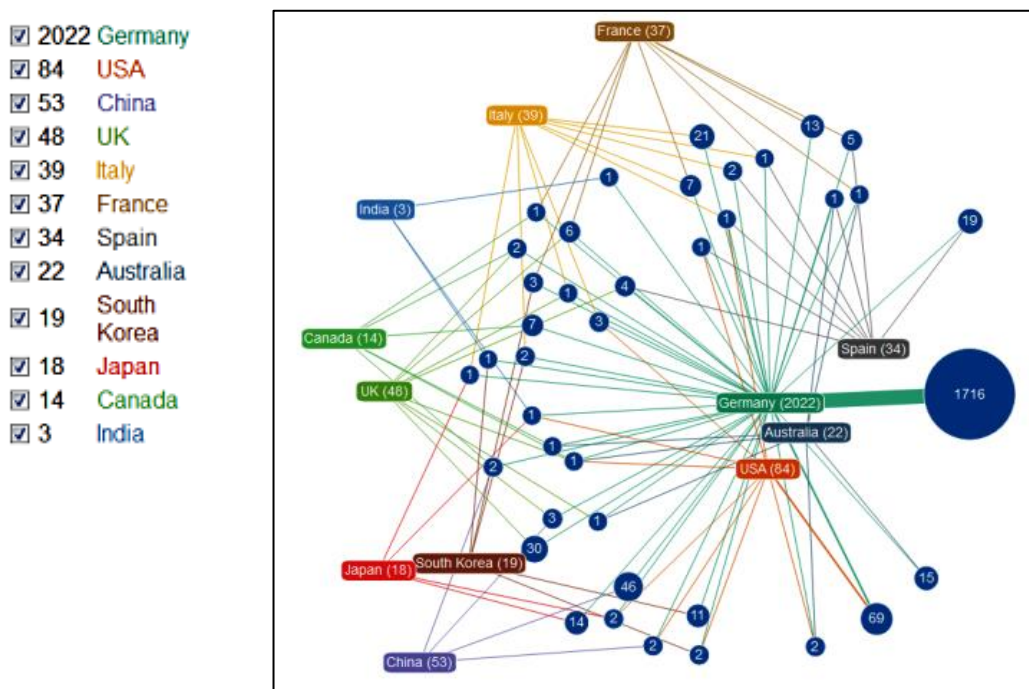 2022 Germany
84 USA
53 China
48 UK
39 Italy
37 France
34 Spain
22 Australia
19 South
Korea
18 Japan
14 Canada
3 India
France (37)
Italy (39)
21
13
5
1
2
1
7
1
1
India (3)
1
1
1
19
2
6
1
3
1
4
3
7
Canada (14)
Spain (34)
1
2
1
UK (48)
Germany (2022)
1716
1
Australia (22)
1
1
USA (84)
2
3
1
30
South Korea (19)
Japan (18)
46
15
14
2
11
69
2
2
2
China (53)